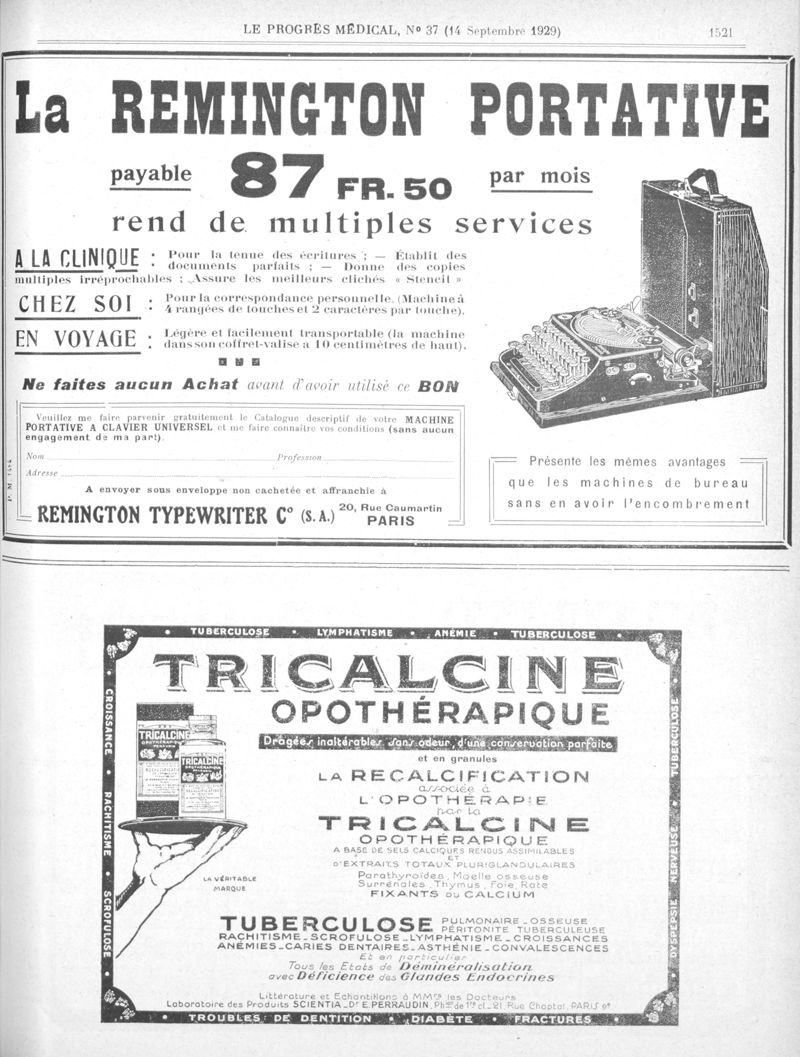 LE PROGRÈS MÉDICAL, No 37 (14 Septembre 1929)
1521
La REMINGTON PORTATIVE
payable 87 FR. 50 par mois
rend de multiples services
A LA CLINIQUE : Pour la tenue des écritures ; — Établit des
documents parfaits ; — Donne des copies
multiples irréprochables ; Assure les meilleurs clichés « Stencil »
CHEZ SOI : Pour la correspondance personnelle. (Machine à
4 rangées de touches et 2 caractères par touche).
EN VOYAGE : Légère et facilement transportable (la machine
dans son coffret-valise a 10 centimètres de haut).
Ne faites aucun Achat avant d'avoir utilisé ce BON
Veuillez me faire parvenir gratuitement le Catalogue descriptif de votre MACHINE
PORTATIVE A CLAVIER UNIVERSEL et me faire connaître vos conditions (sans aucun
engagement de ma part).
Nom
Profession
Adresse
A envoyer sous enveloppe non cachetée et affranchie à
REMINGTON TYPEWRITER Co (S.A.) 20, Rue Caumartin
PARIS
Présente les mêmes avantages
que les machines de bureau
sans en avoir l'encombrement
TUBERCULOSE • LYMPHATISME • ANÉMIE • TUBERCULOSE
CROISSANCE • RACHITISME • SCROFULOSE
TUBERCULOSE • DYSPEPSIE NERVEUSE
TRICALCINE
OPOTHÉRAPIQUE
Dragées inaltérables, sans odeur, d'une conservation parfaite
et en granules
LA RECALCIFICATION
associée à
L'OPOTHÉRAPIE
par la
TRICALCINE
OPOTHÉRAPIQUE
A BASE DE SELS CALCIQUES RENDUS ASSIMILABLES
ET
D'EXTRAITS TOTAUX PLURIGLANDULAIRES
Parathyroïdes, Moelle osseuse
Surrénales, Thymus, Foie, Rate
FIXANTS du CALCIUM
TRICALCINE
OPOTHÉRAPIQUE
TRICALCINE
OPOTHÉRAPIQUE
LA VÉRITABLE
MARQUE
TUBERCULOSE PULMONAIRE - OSSEUSE
PÉRITONITE TUBERCULEUSE
RACHITISME - SCROFULOSE - LYMPHATISME - CROISSANCES
ANÉMIES - CARIES DENTAIRES - ASTHÉNIE - CONVALESCENCES
Et en particulier
Tous les Etats de Déminéralisation
avec Déficience des Glandes Endocrines
Littérature et Echantillons à MMrs les Docteurs
Laboratoire des Produits SCIENTIA - Dr E. PERRAUDIN, Phien de 1re cl. - 21, Rue Chaptal, PARIS 9e
TROUBLES DE DENTITION • DIABÈTE • FRACTURES